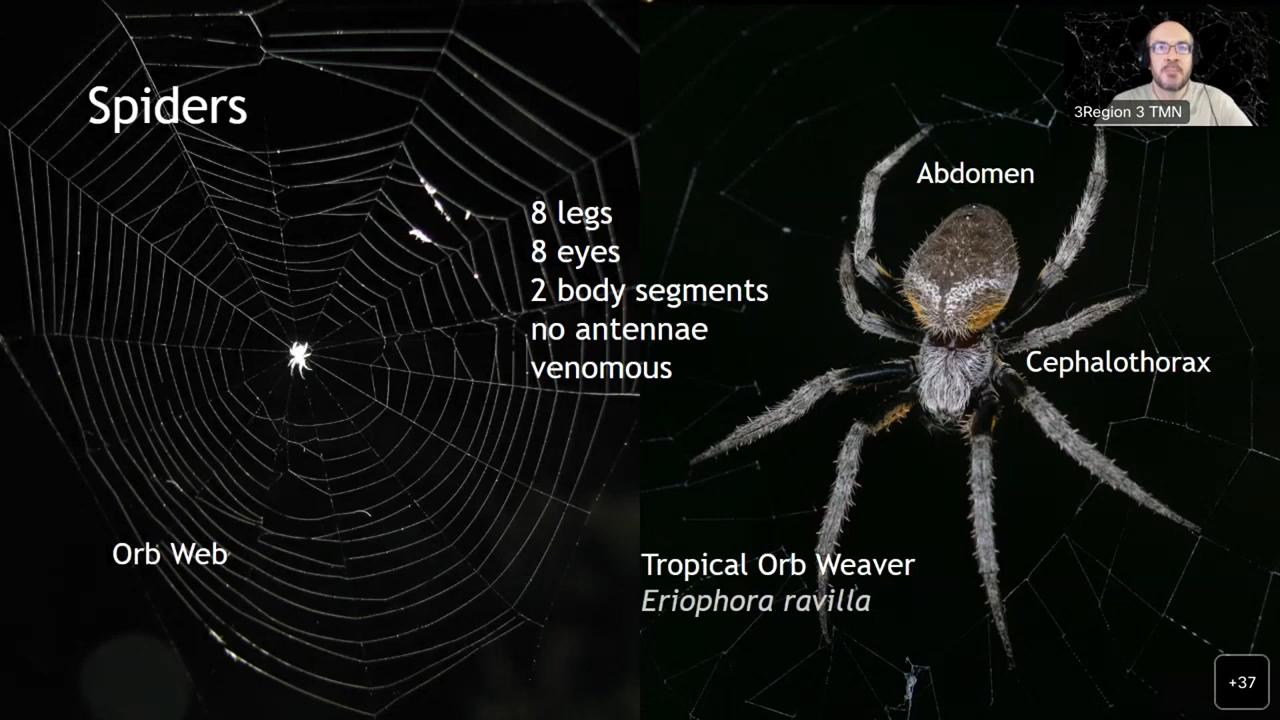 Spiders
8 legs
8 eyes
2 body segments
no antennae
venomous
Orb Web
Abdomen
Cephalothorax
Tropical Orb Weaver
Eriophora ravilla
3Region 3 TMN
+37